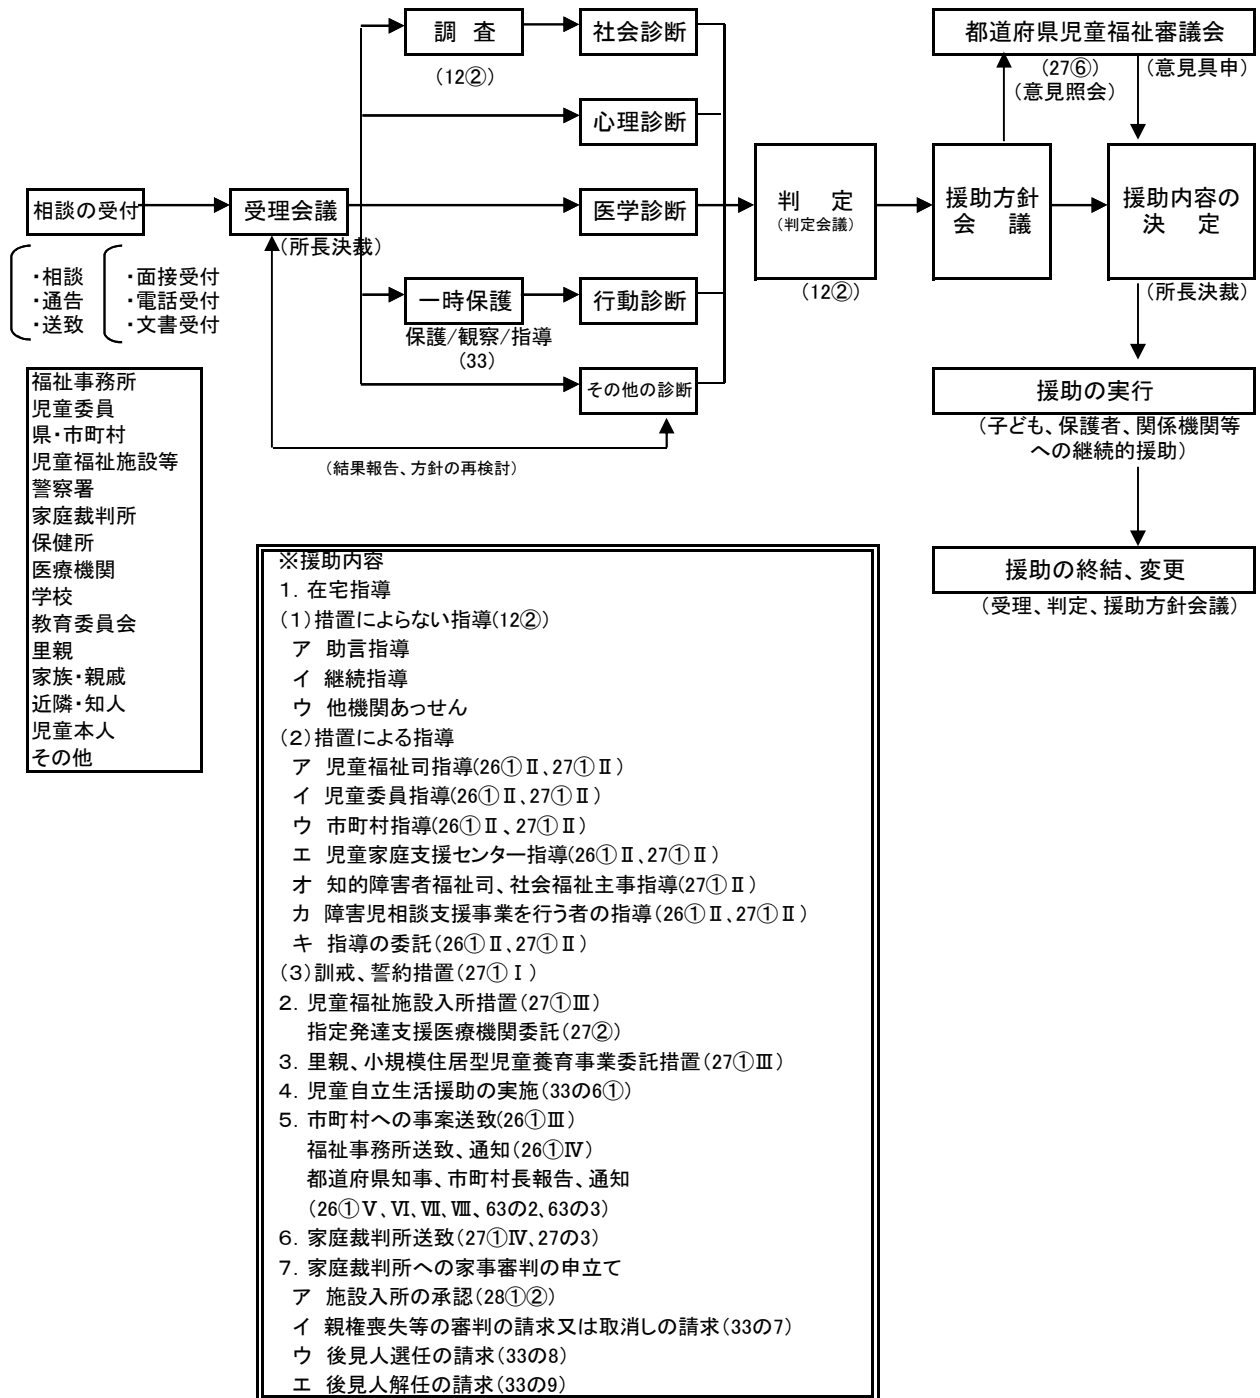 調　査
社会診断
(12②)
心理診断
相談の受付
受理会議
(所長決裁)
医学診断
・相談
・通告
・送致
・面接受付
・電話受付
・文書受付
一時保護
行動診断
保護/観察/指導
(33)
その他の診断
(結果報告、方針の再検討)
判　定
(判定会議)
(12②)
都道府県児童福祉審議会
(27⑥)
(意見照会)
(意見具申)
援助方針
会　議
援助内容の
決　定
(所長決裁)
援助の実行
(子ども、保護者、関係機関等
への継続的援助)
援助の終結、変更
(受理、判定、援助方針会議)
福祉事務所
児童委員
県・市町村
児童福祉施設等
警察署
家庭裁判所
保健所
医療機関
学校
教育委員会
里親
家族・親戚
近隣・知人
児童本人
その他
※援助内容
１．在宅指導
（１）措置によらない指導(12②)
ア　助言指導
イ　継続指導
ウ　他機関あっせん
（２）措置による指導
ア　児童福祉司指導(26①Ⅱ、27①Ⅱ)
イ　児童委員指導(26①Ⅱ、27①Ⅱ)
ウ　市町村指導(26①Ⅱ、27①Ⅱ)
エ　児童家庭支援センター指導(26①Ⅱ、27①Ⅱ)
オ　知的障害者福祉司、社会福祉主事指導(27①Ⅱ)
カ　障害児相談支援事業を行う者の指導(26①Ⅱ、27①Ⅱ)
キ　指導の委託(26①Ⅱ、27①Ⅱ)
（３）訓戒、誓約措置(27①Ⅰ)
２．児童福祉施設入所措置(27①Ⅲ)
指定発達支援医療機関委託(27②)
３．里親、小規模住居型児童養育事業委託措置(27①Ⅲ)
４．児童自立生活援助の実施(33の6①)
５．市町村への事案送致(26①Ⅲ)
福祉事務所送致、通知(26①Ⅳ)
都道府県知事、市町村長報告、通知
(26①Ⅴ、Ⅵ、Ⅶ、Ⅷ、63の2、63の3)
６．家庭裁判所送致(27①Ⅳ、27の3)
７．家庭裁判所への家事審判の申立て
ア　施設入所の承認(28①②)
イ　親権喪失等の審判の請求又は取消しの請求(33の7)
ウ　後見人選任の請求(33の8)
エ　後見人解任の請求(33の9)